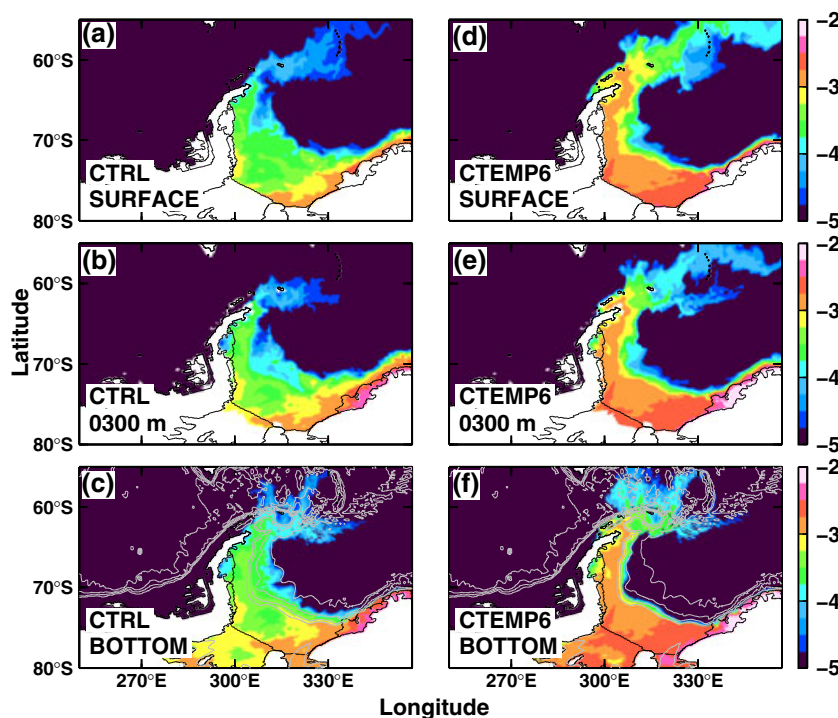 (a)
(d)
60°S
70°S
80°S
CTRL
SURFACE
CTEMP6
SURFACE
-2
-3
-4
-5
(b)
(e)
60°S
70°S
80°S
CTRL
0300 m
CTEMP6
0300 m
-2
-3
-4
-5
Latitude
(c)
(f)
60°S
70°S
80°S
CTRL
BOTTOM
CTEMP6
BOTTOM
-2
-3
-4
-5
270°E 300°E 330°E
270°E 300°E 330°E
Longitude